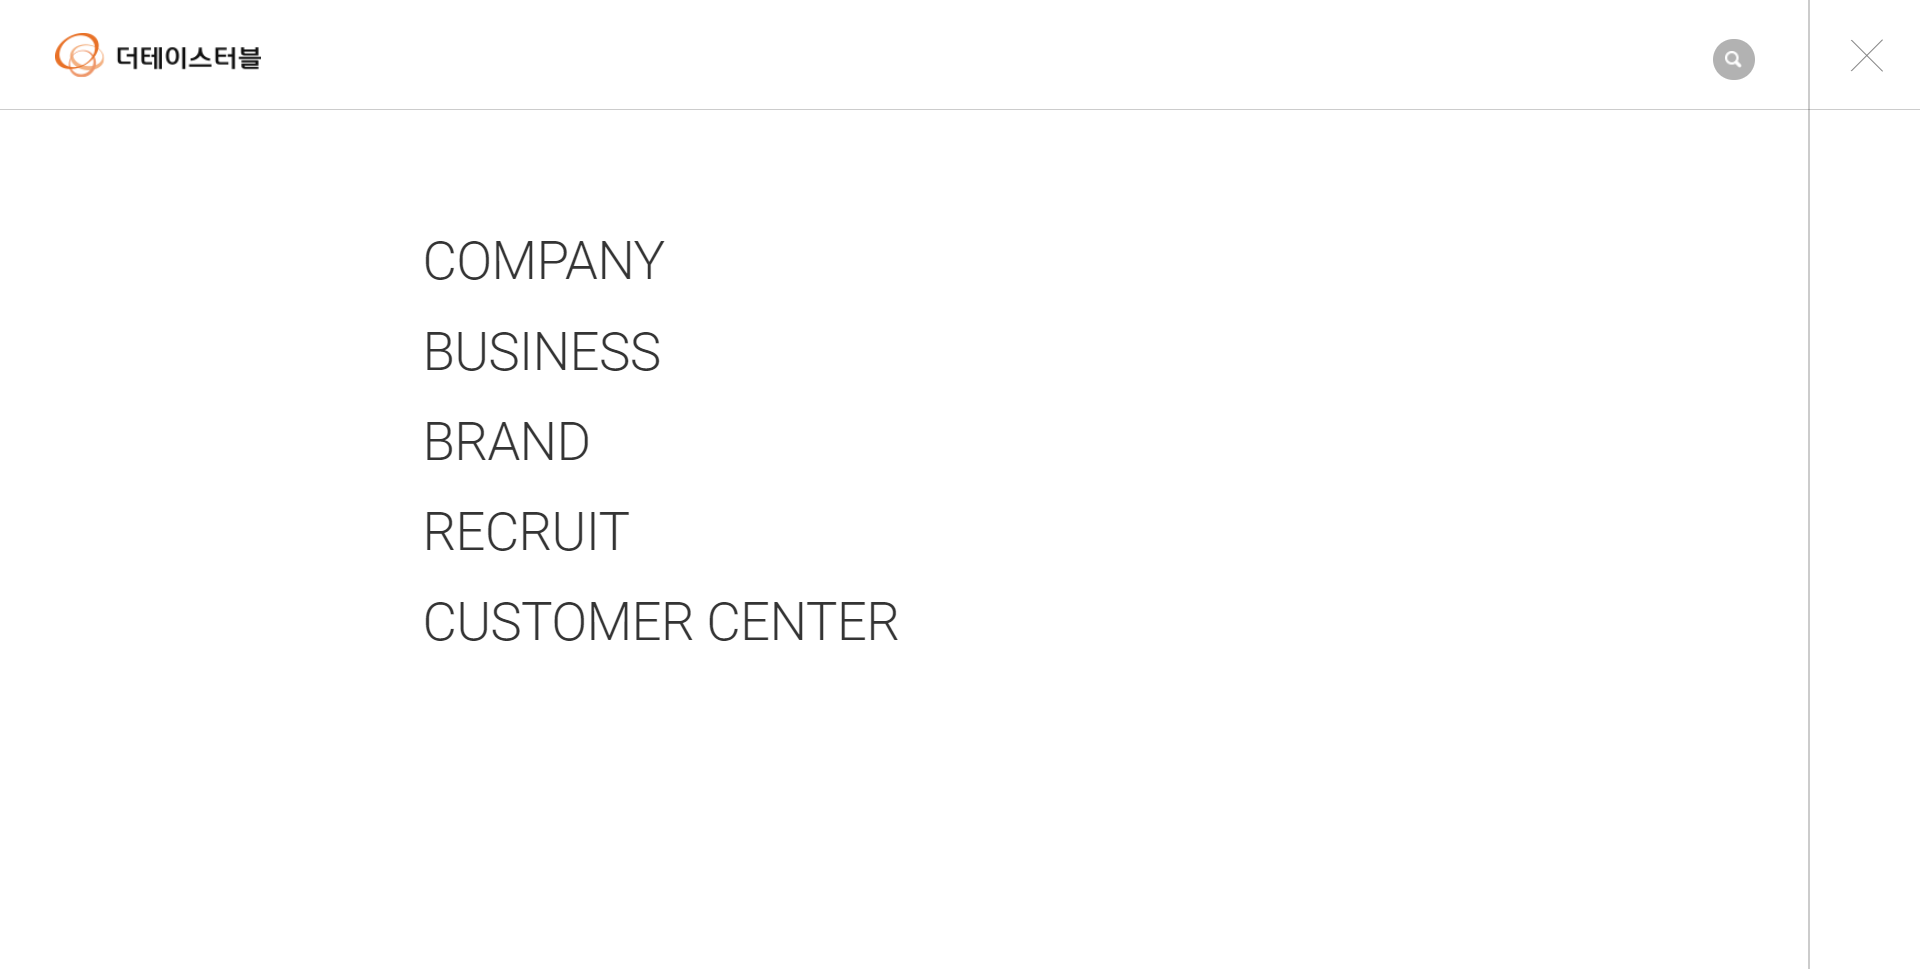 더테이스터블
COMPANY
BUSINESS
BRAND
RECRUIT
CUSTOMER CENTER